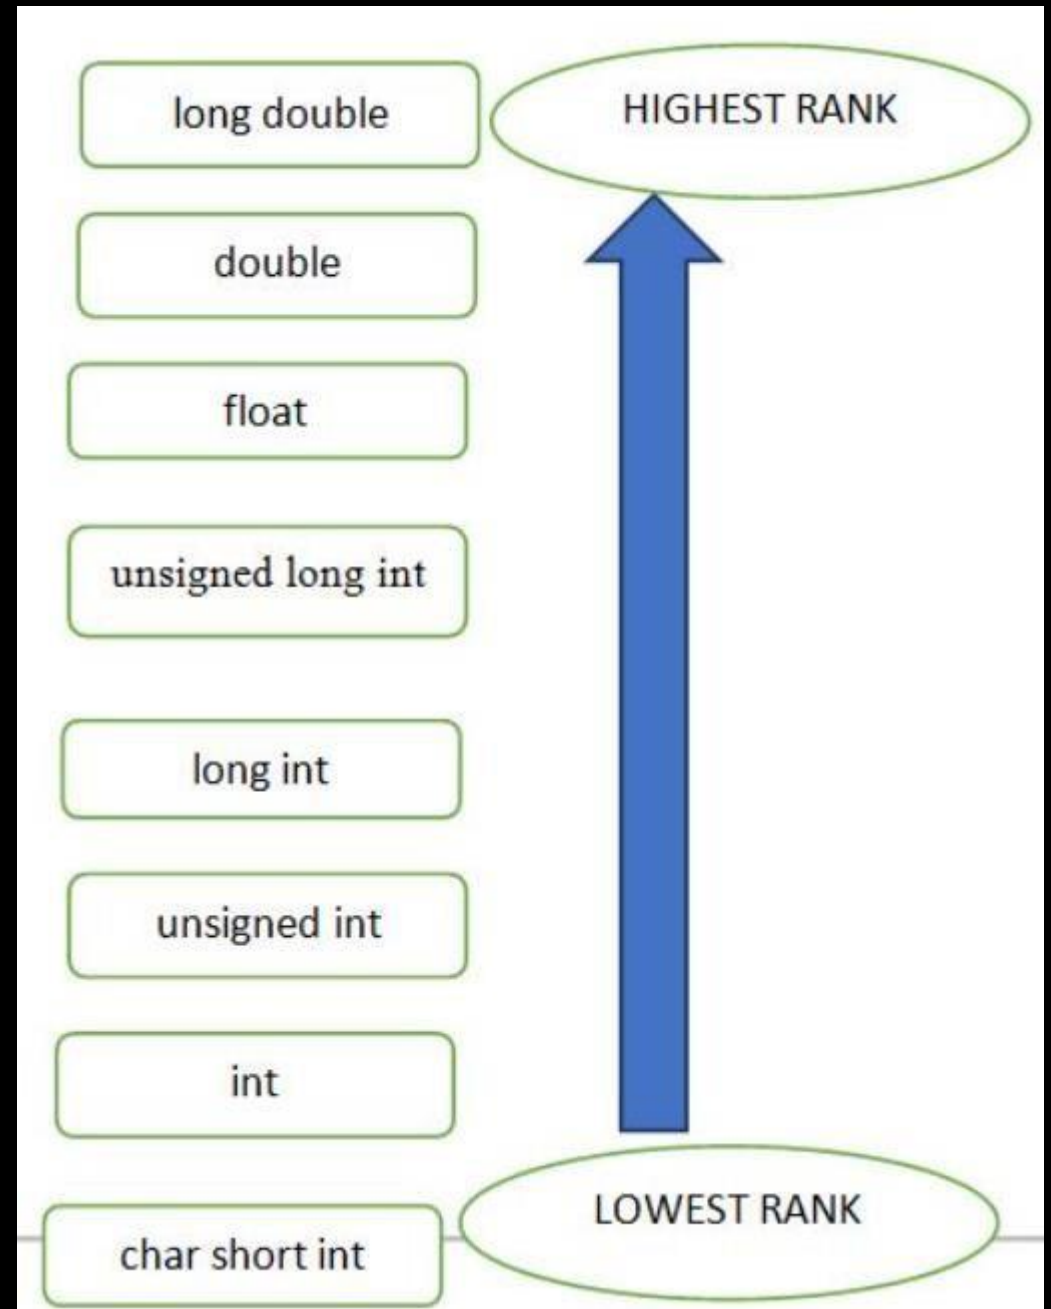 long double
HIGHEST RANK
double
float
unsigned long int
long int
unsigned int
int
LOWEST RANK
char short int